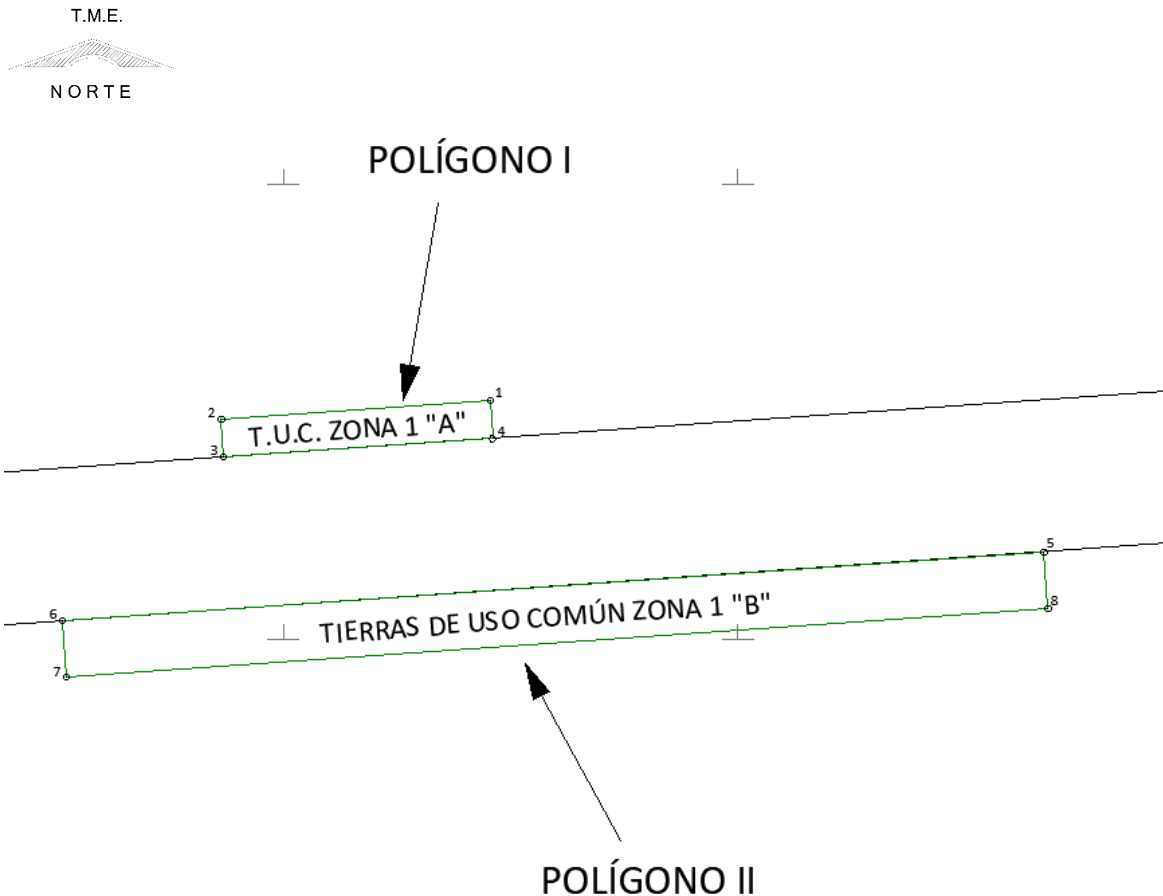 T.M.E.
NORTE
POLÍGONO I
1
2
T.U.C. ZONA 1 "A"
4
3
5
6
TIERRAS DE USO COMÚN ZONA 1 "B"
8
7
POLÍGONO II